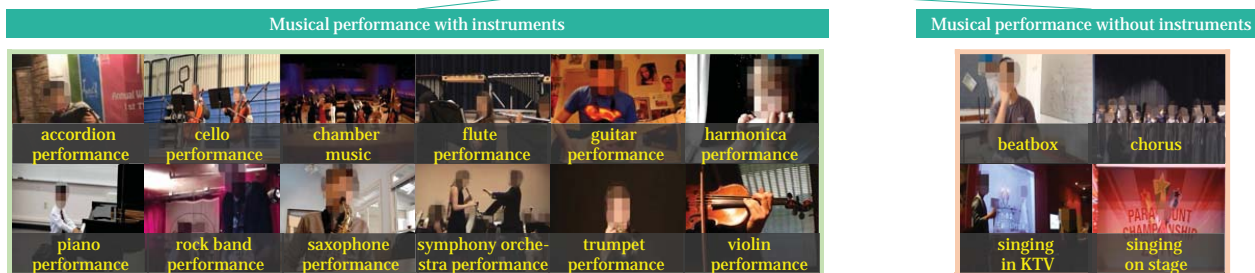 Musical performance with instruments
Musical performance without instruments
accordion
performance
cello
performance
chamber
music
flute
performance
guitar
performance
harmonica
performance
piano
performance
rock band
performance
saxophone
performance
symphony orche-
stra performance
trumpet
performance
violin
performance
beatbox
chorus
singing
in KTV
PARAMOUNT
CHAMPIONSHIP
singing
on stage